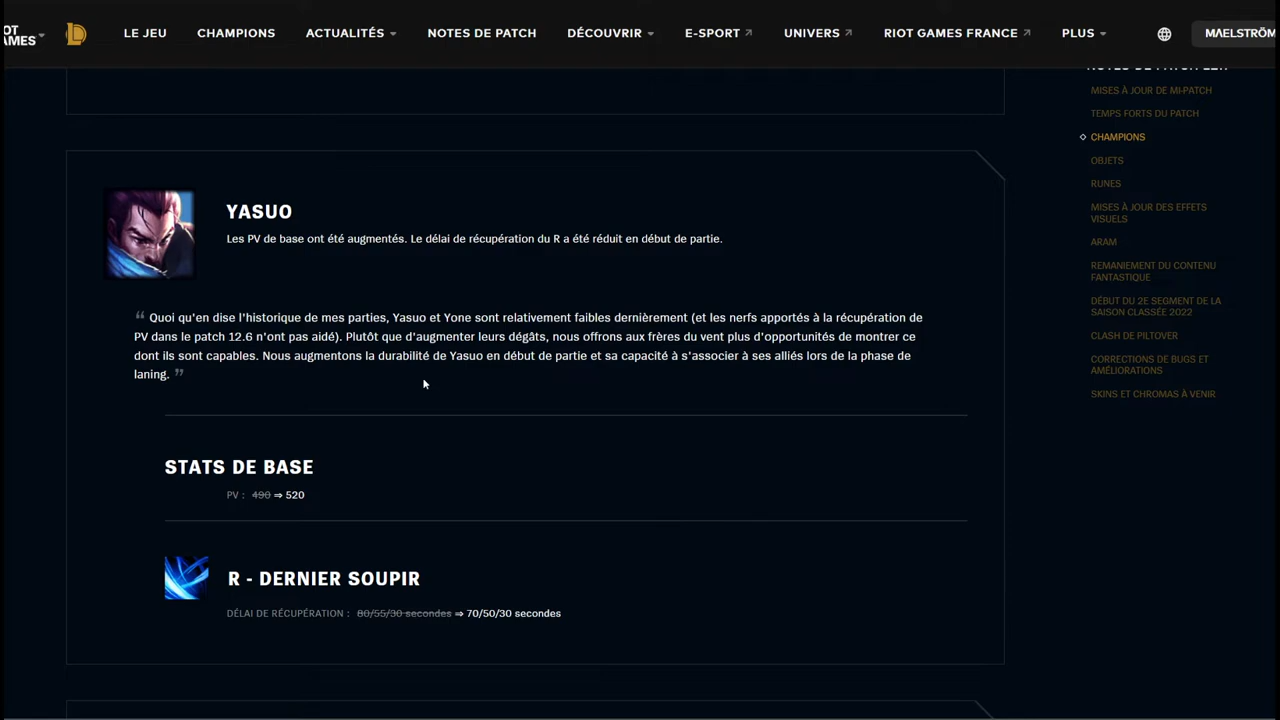 LE JEU
CHAMPIONS
ACTUALITÉS
NOTES DE PATCH
DÉCOUVRIR
E-SPORT
UNIVERS
RIOT GAMES FRANCE
PLUS
YASUO
Les PV de base ont été augmentés. Le délai de récupération du R a été réduit en début de partie.
“ Quoi qu'en dise l'historique de mes parties, Yasuo et Yone sont relativement faibles dernièrement (et les nerfs apportés à la récupération de
PV dans le patch 12.6 n'ont pas aidé). Plutôt que d'augmenter leurs dégâts, nous offrons aux frères du vent plus d'opportunités de montrer ce
dont ils sont capables. Nous augmentons la durabilité de Yasuo en début de partie et sa capacité à s'associer à ses alliés lors de la phase de
laning. ”
STATS DE BASE
PV : 490 ⇒ 520
R - DERNIER SOUPIR
DÉLAI DE RÉCUPÉRATION : 80/55/30 secondes ⇒ 70/50/30 secondes
MISES À JOUR DE MI-PATCH
TEMPS FORTS DU PATCH
CHAMPIONS
OBJETS
RUNES
MISES À JOUR DES EFFETS
VISUELS
ARAM
REMANIEMENT DU CONTENU
FANTASTIQUE
DÉBUT DU 2E SEGMENT DE LA
SAISON CLASSÉE 2022
CLASH DE PILTOVER
CORRECTIONS DE BUGS ET
AMÉLIORATIONS
SKINS ET CHROMAS À VENIR